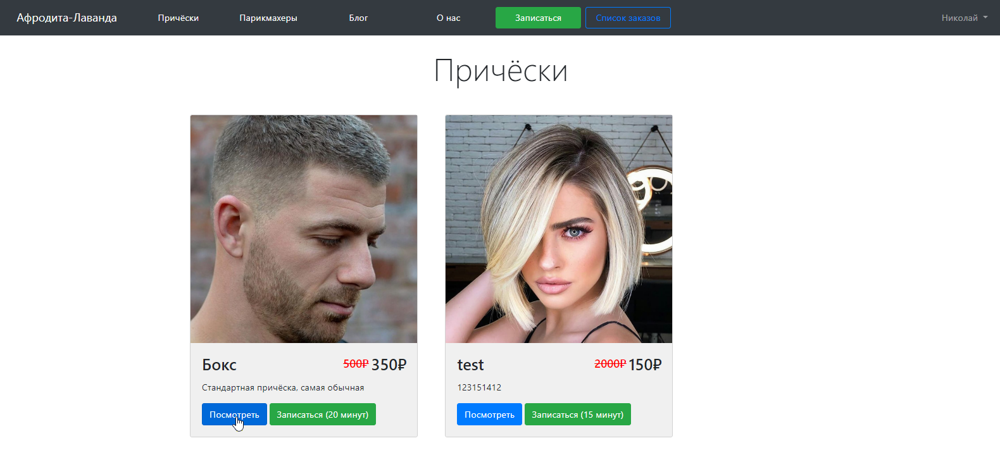 Афродита-Лаванда Причёски Парикмахеры Блог О нас Записаться Список заказов Николай
Причёски
Бокс 500₽ 350₽
Стандартная причёска, самая обычная
Посмотреть Записаться (20 минут)
test 2000₽ 150₽
123151412
Посмотреть Записаться (15 минут)